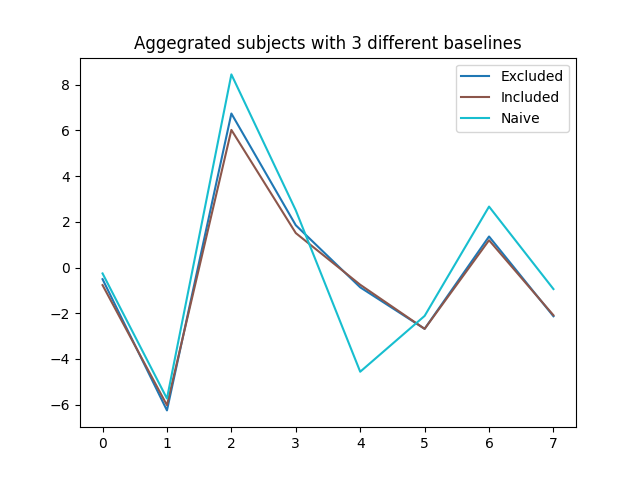 Aggegrated subjects with 3 different baselines
Excluded
Included
Naive
8
6
4
2
0
−2
−4
−6
0 1 2 3 4 5 6 7